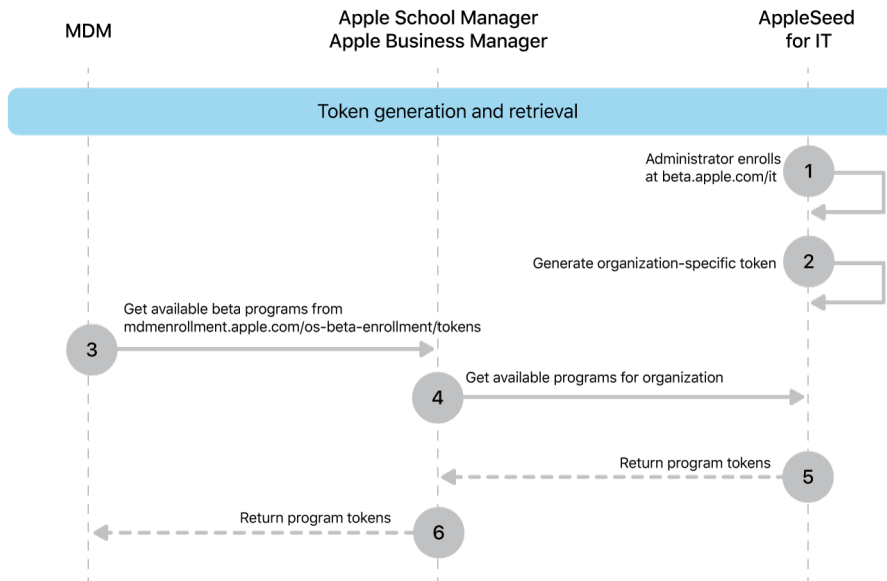 MDM
Apple School Manager
Apple Business Manager
AppleSeed
for IT
Token generation and retrieval
Administrator enrolls
at beta.apple.com/it
1
Generate organization-specific token
2
Get available beta programs from
mdmenrollment.apple.com/os-beta-enrollment/tokens
3
4
Get available programs for organization
Return program tokens
5
Return program tokens
6